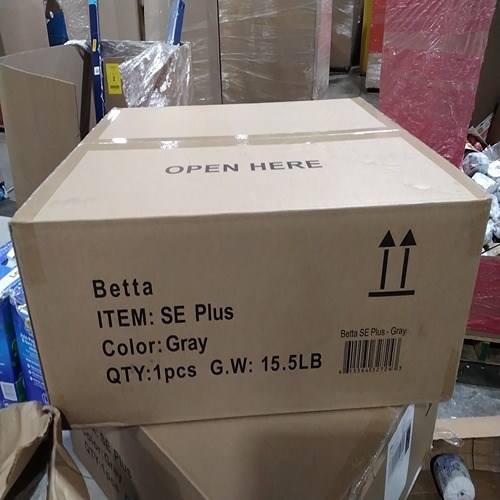 OPEN HERE
Betta
ITEM: SE Plus
Color: Gray
QTY:1pcs G.W: 15.5LB
Betta SE Plus - Gray